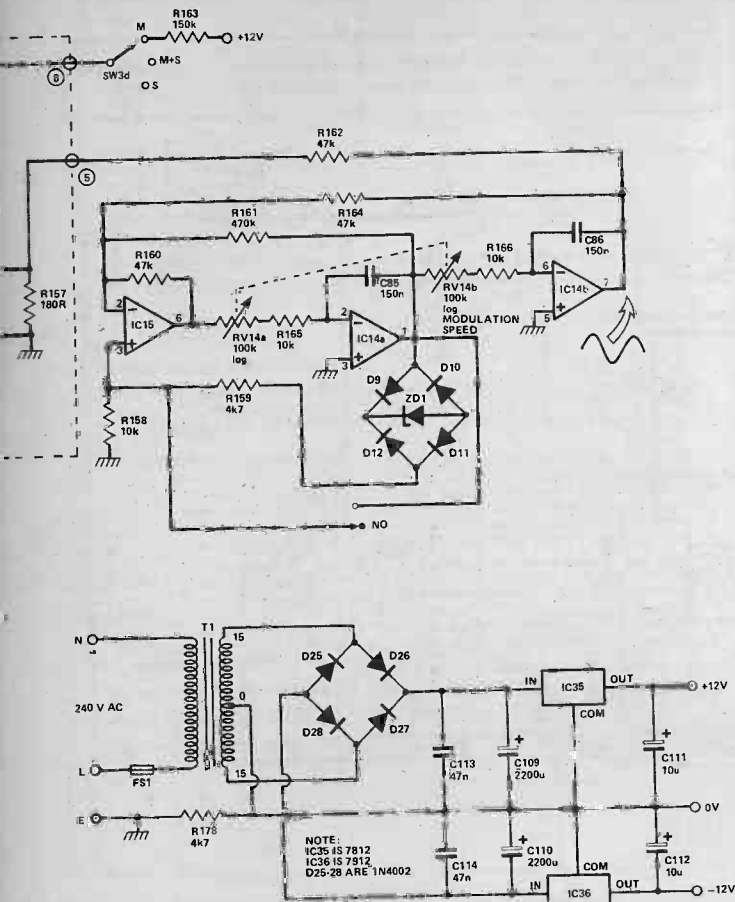 R163
150k
M
+12V
6
SW3d
M+S
S
R162
47k
5
R161
470k
R164
47k
R160
47k
C85
150n
C86
150n
R166
10k
RV14b
100k
log
MODULATION
SPEED
R157
180R
2
3
IC15
6
RV14a
100k
log
R165
10k
2
3
IC14a
1
6
5
IC14b
7
R159
4k7
R158
10k
D9
D10
ZD1
D12
D11
NO
N
240 V AC
L
FS1
E
T1
15
0
15
D25
D26
D28
D27
R178
4k7
C113
47n
C109
2200u
IN
IC35
OUT
COM
+12V
C111
10u
0V
NOTE:
IC35 IS 7812
IC36 IS 7912
D25-28 ARE 1N4002
C114
47n
C110
2200u
C112
10u
COM
IN
IC36
OUT
-12V